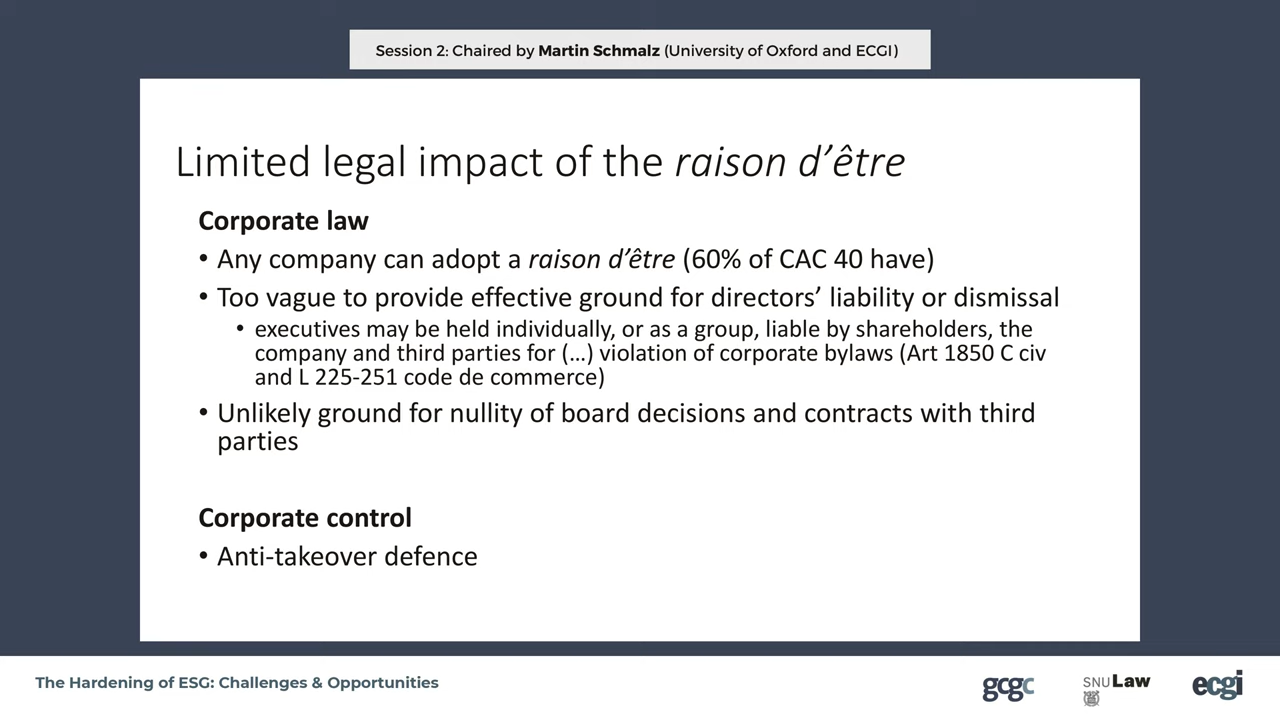 Session 2: Chaired by Martin Schmalz (University of Oxford and ECGI)
Limited legal impact of the raison d’être
Corporate law
• Any company can adopt a raison d’être (60% of CAC 40 have)
• Too vague to provide effective ground for directors’ liability or dismissal
• executives may be held individually, or as a group, liable by shareholders, the
company and third parties for (…) violation of corporate bylaws (Art 1850 C civ
and L 225-251 code de commerce)
• Unlikely ground for nullity of board decisions and contracts with third
parties
Corporate control
• Anti-takeover defence
The Hardening of ESG: Challenges & Opportunities
gcgc
SNU Law
ecgi